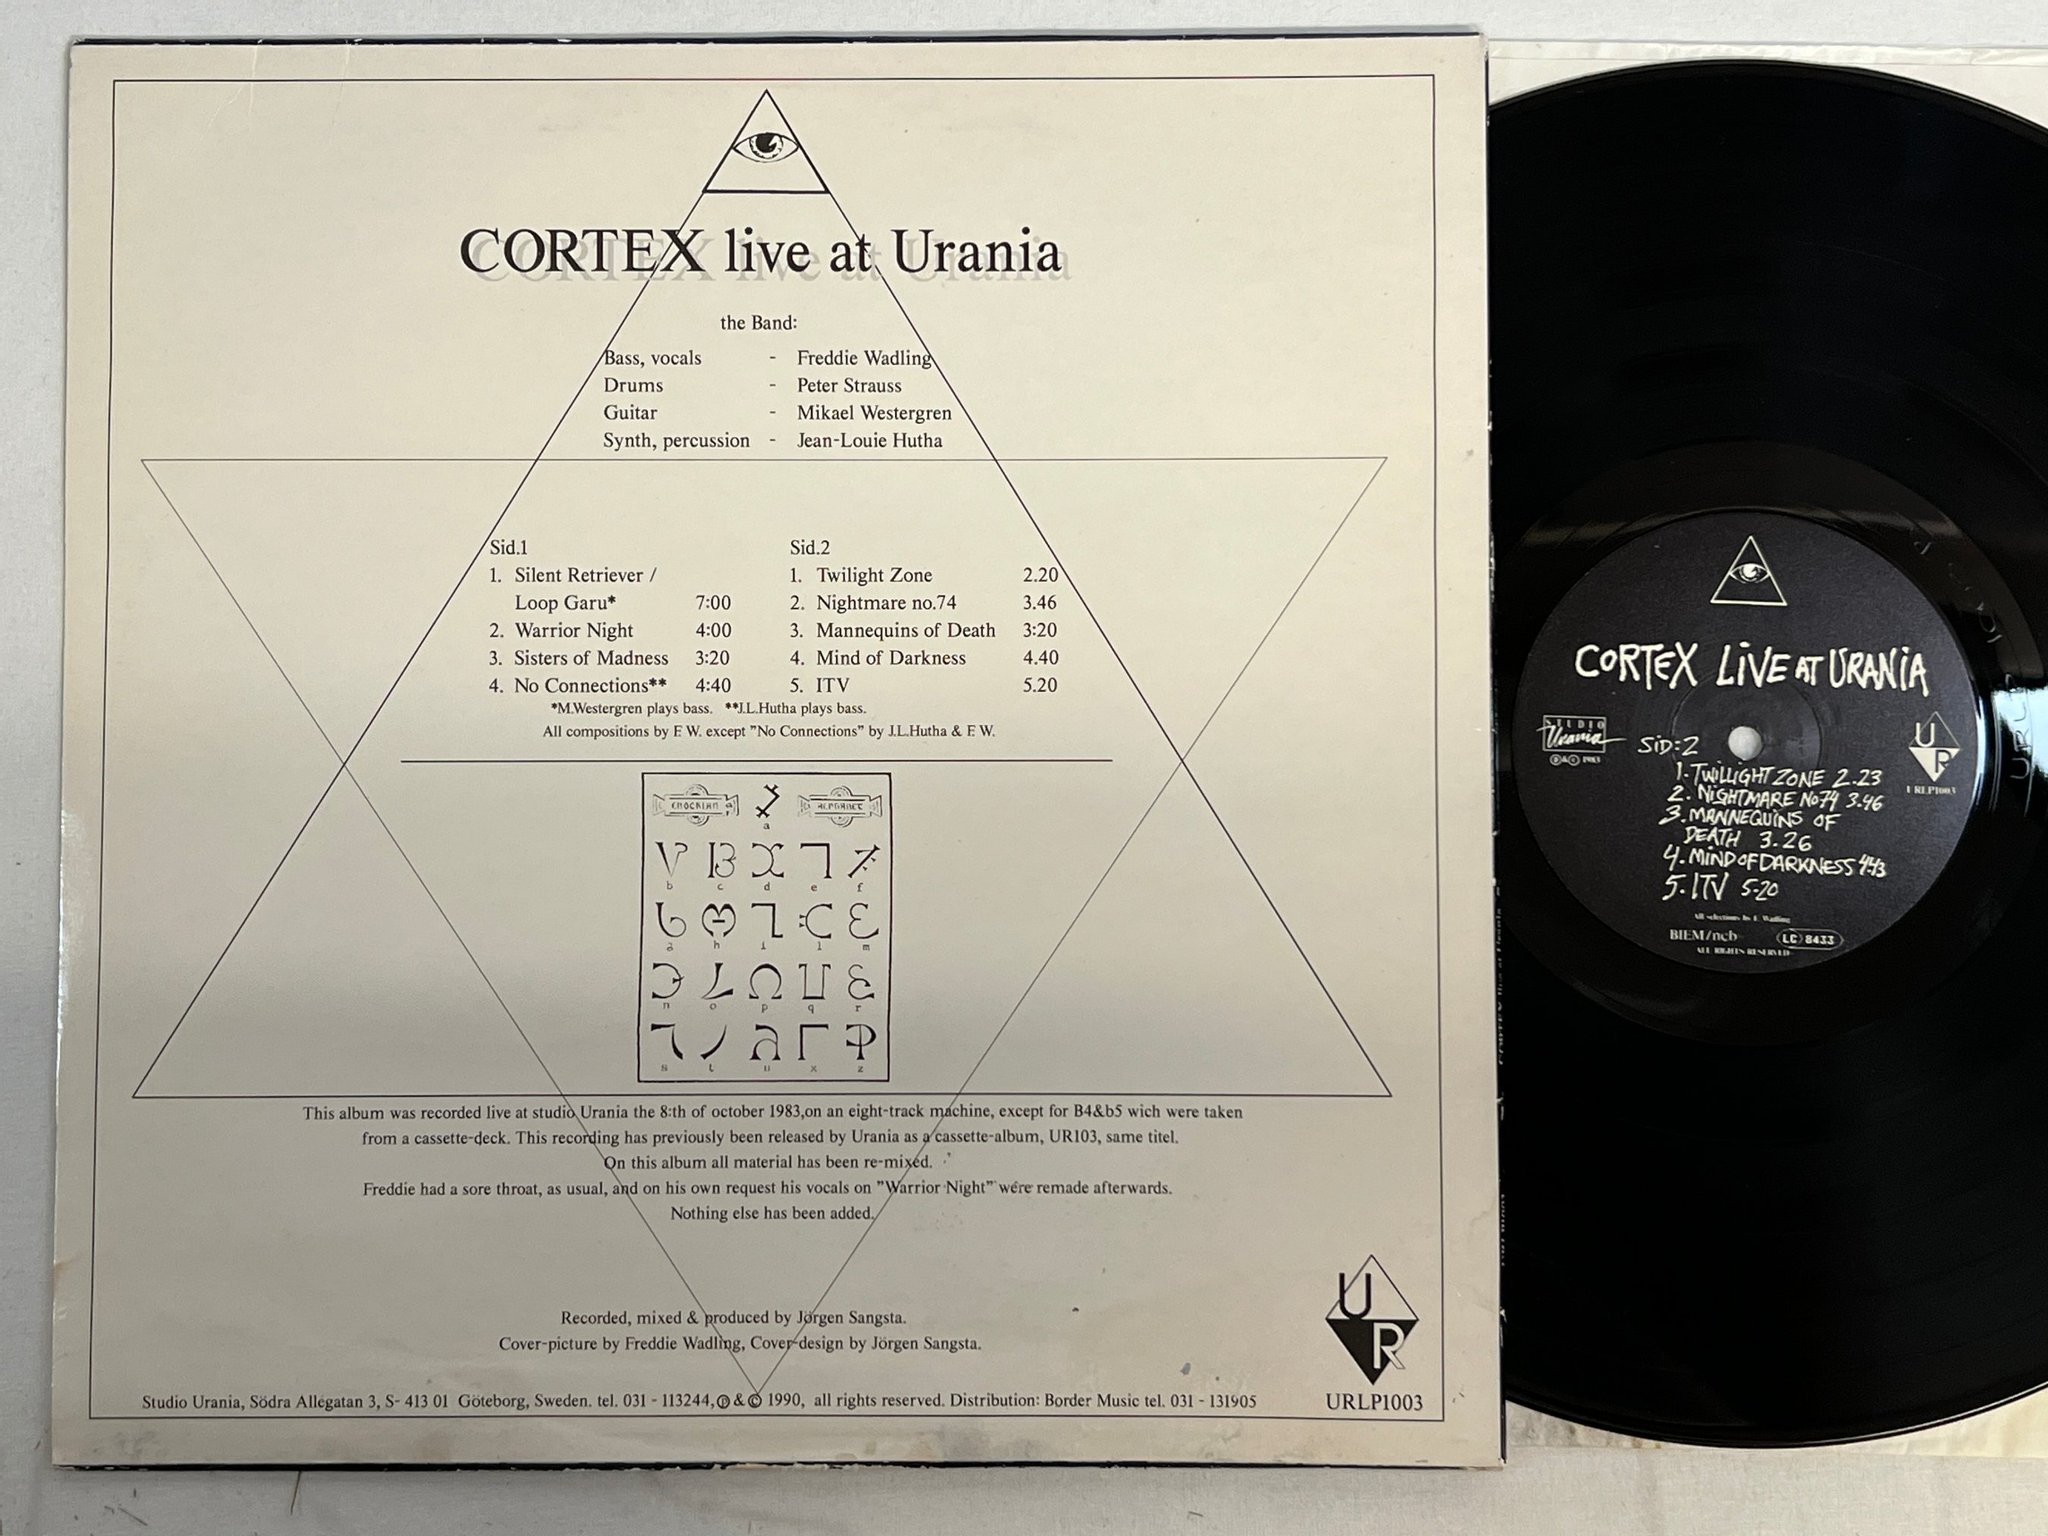 CORTEX live at Urania
the Band:
Bass, vocals - Freddie Wadling
Drums - Peter Strauss
Guitar - Mikael Westergren
Synth, percussion - Jean-Louie Hutha
Sid.1
1. Silent Retriever /
Loop Garu* 7:00
2. Warrior Night 4:00
3. Sisters of Madness 3:20
4. No Connections** 4:40
Sid.2
1. Twilight Zone 2.20
2. Nightmare no.74 3.46
3. Mannequins of Death 3:20
4. Mind of Darkness 4.40
5. ITV 5.20
*M.Westergren plays bass. **J.L.Hutha plays bass.
All compositions by F. W. except "No Connections" by J.L.Hutha & F. W.
ENOCKIAN ALPHABET
a
b c d e f
g h i l m
n o p q r
s t u x z
This album was recorded live at studio Urania the 8:th of october 1983,on an eight-track machine, except for B4&b5 wich were taken
from a cassette-deck. This recording has previously been released by Urania as a cassette-album, UR103, same titel.
On this album all material has been re-mixed.
Freddie had a sore throat, as usual, and on his own request his vocals on "Warrior Night" were remade afterwards.
Nothing else has been added.
Recorded, mixed & produced by Jörgen Sangsta.
Cover-picture by Freddie Wadling, Cover-design by Jörgen Sangsta.
UR
Studio Urania, Södra Allégatan 3, S- 413 01 Göteborg, Sweden. tel. 031 - 113244, ℗ & © 1990, all rights reserved. Distribution: Border Music tel. 031 - 131905
URLP1003
CORTEX LIVE AT URANIA
STUDIO
Urania
℗&© 1983
SID:2
UR
URLP1003
1. TWILLIGHT ZONE 2.23
2. NIGHTMARE No74 3.46
3. MANNEQUINS OF
DEATH 3.26
4. MIND OF DARKNESS 4.43
5. ITV 5-20
All selections by F. Wadling
BIEM/ncb LC 8433
ALL RIGHTS RESERVED